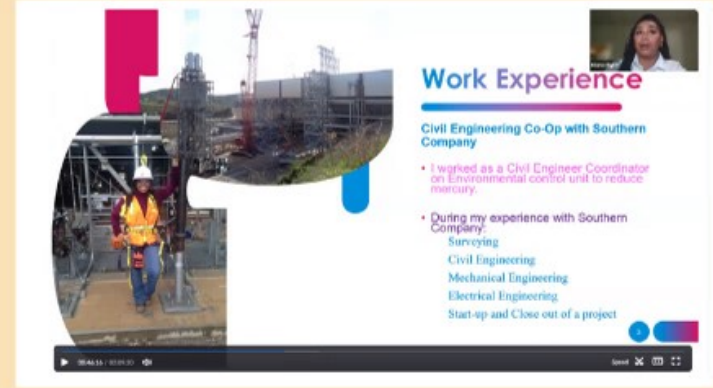 Work Experience
Civil Engineering Co-Op with Southern
Company
• I worked as a Civil Engineer Coordinator
on Environmental control unit to reduce
mercury.
• During my experience with Southern
Company:
Surveying
Civil Engineering
Mechanical Engineering
Electrical Engineering
Start-up and Close out of a project
Speed